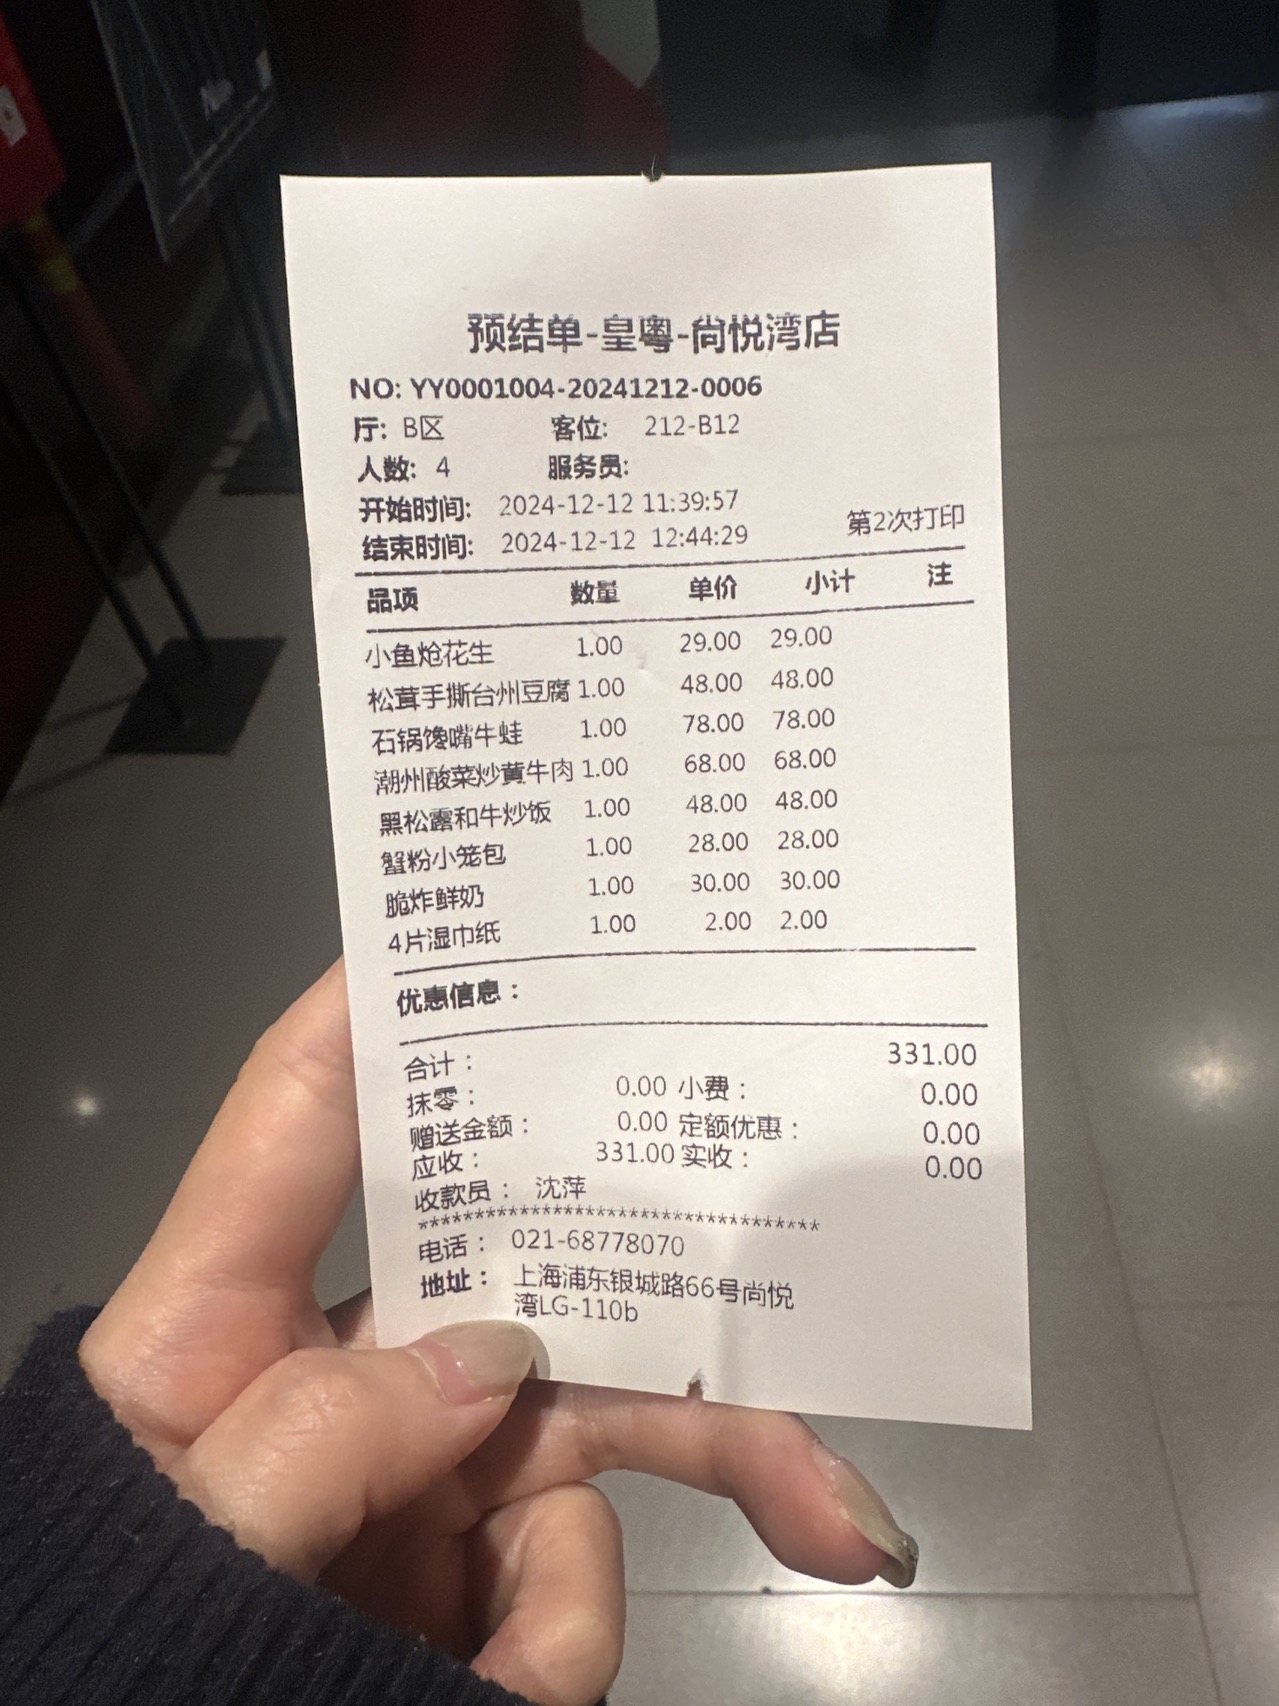 预结单-皇粤-尚悦湾店
NO: YY0001004-20241212-0006
厅: B区 客位: 212-B12
人数: 4 服务员:
开始时间: 2024-12-12 11:39:57
结束时间: 2024-12-12 12:44:29 第2次打印
品项 数量 单价 小计 注
小鱼炝花生 1.00 29.00 29.00
松茸手撕台州豆腐 1.00 48.00 48.00
石锅馋嘴牛蛙 1.00 78.00 78.00
潮州酸菜炒黄牛肉 1.00 68.00 68.00
黑松露和牛炒饭 1.00 48.00 48.00
蟹粉小笼包 1.00 28.00 28.00
脆炸鲜奶 1.00 30.00 30.00
4片湿巾纸 1.00 2.00 2.00
优惠信息：
合计： 331.00
抹零： 0.00 小费： 0.00
赠送金额： 0.00 定额优惠： 0.00
应收： 331.00 实收： 0.00
收款员： 沈萍
***********************************
电话： 021-68778070
地址： 上海浦东银城路66号尚悦
湾LG-110b